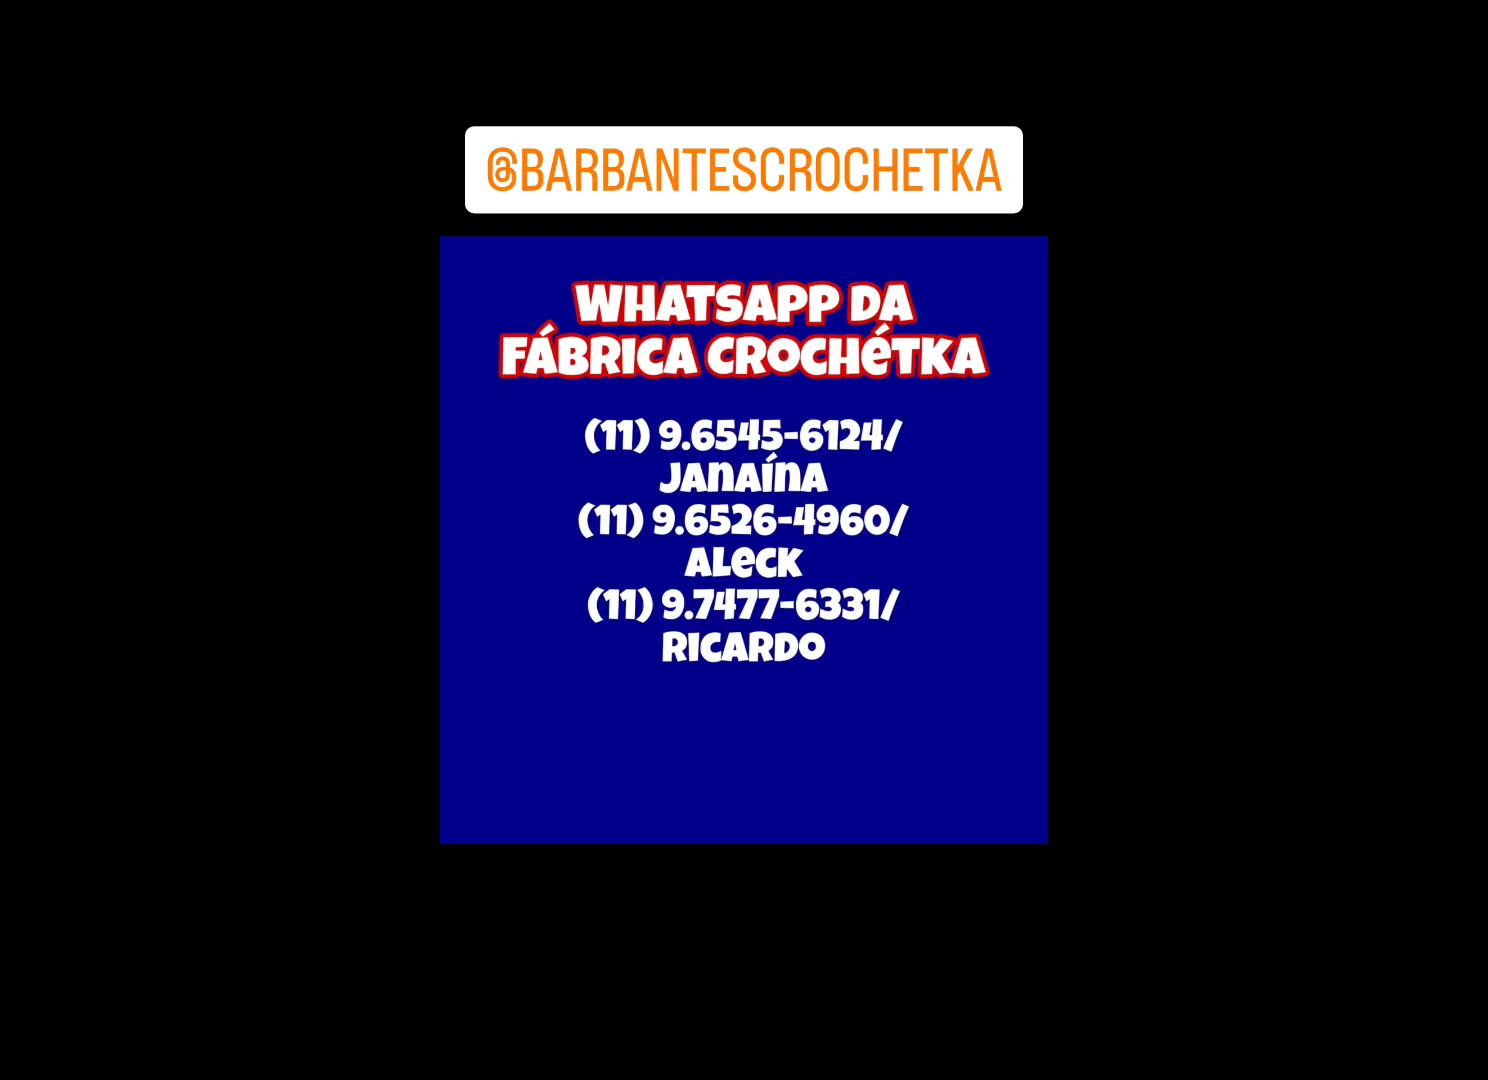 @BARBANTESCROCHETKA
WHATSAPP DA
FÁBRICA CROCHÉTKA
(11) 9.6545-6124/
JANAÍNA
(11) 9.6526-4960/
ALECK
(11) 9.7477-6331/
RICARDO